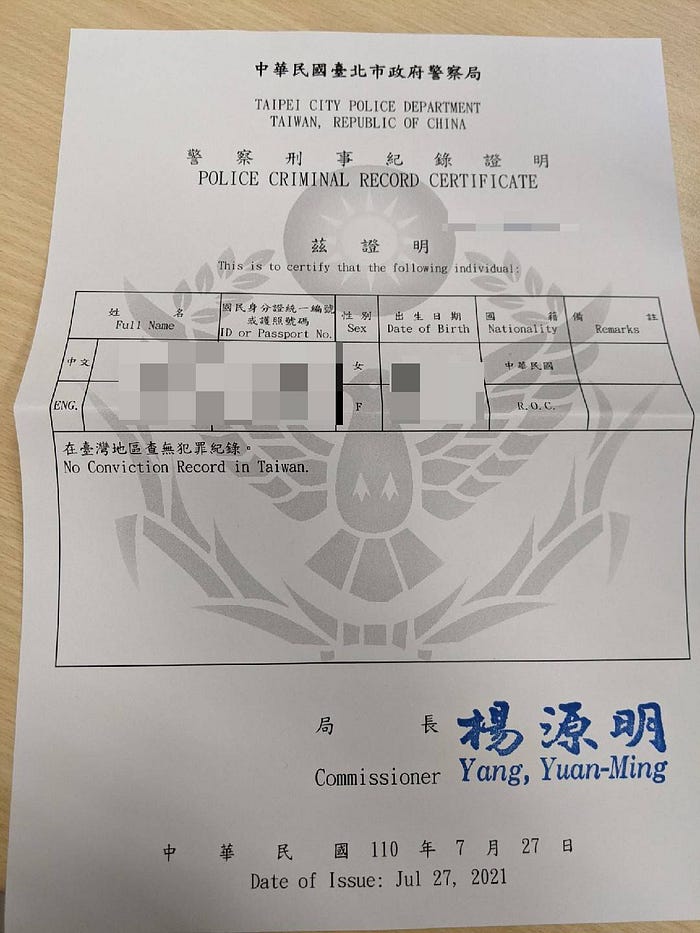 中華民國臺北市政府警察局
TAIPEI CITY POLICE DEPARTMENT
TAIWAN, REPUBLIC OF CHINA
警察刑事紀錄證明
POLICE CRIMINAL RECORD CERTIFICATE
茲證明
This is to certify that the following individual:
姓名 國民身分證統一編號 性別 出生日期 國籍 備註
或護照號碼
Full Name ID or Passport No. Sex Date of Birth Nationality Remarks
中文 女 中華民國
ENG. F R.O.C.
在臺灣地區查無犯罪紀錄。
No Conviction Record in Taiwan.
局長 楊源明
Commissioner Yang, Yuan-Ming
中華民國 110 年 7 月 27 日
Date of Issue: Jul 27, 2021